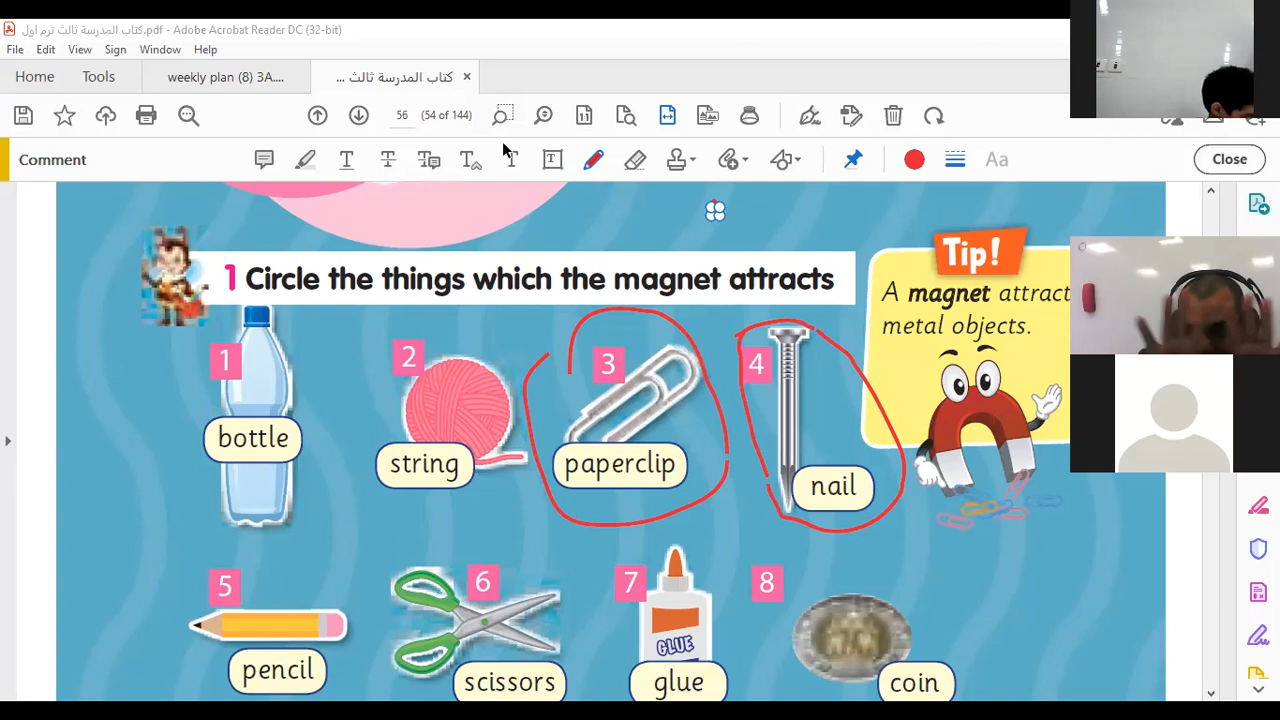 كتاب المدرسة ثالث ترم اول.pdf - Adobe Acrobat Reader DC (32-bit)
File Edit View Sign Window Help
Home Tools weekly plan (8) 3A.... كتاب المدرسة ثالث ... ×
56 (54 of 144)
Comment Aa Close
1 Circle the things which the magnet attracts
Tip!
A magnet attract
metal objects.
1
bottle
2
string
3
paperclip
4
nail
5
pencil
6
scissors
7
GLUE
glue
8
coin